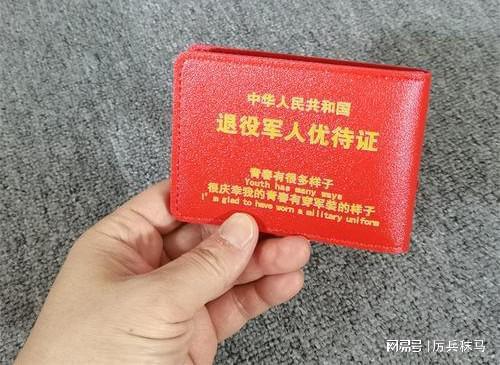 中华人民共和国
退役军人优待证
青春有很多样子
Youth has many ways
很庆幸我的青春有穿军装的样子
I'm glad to have worn a military uniform
网易号 | 厉兵秣马